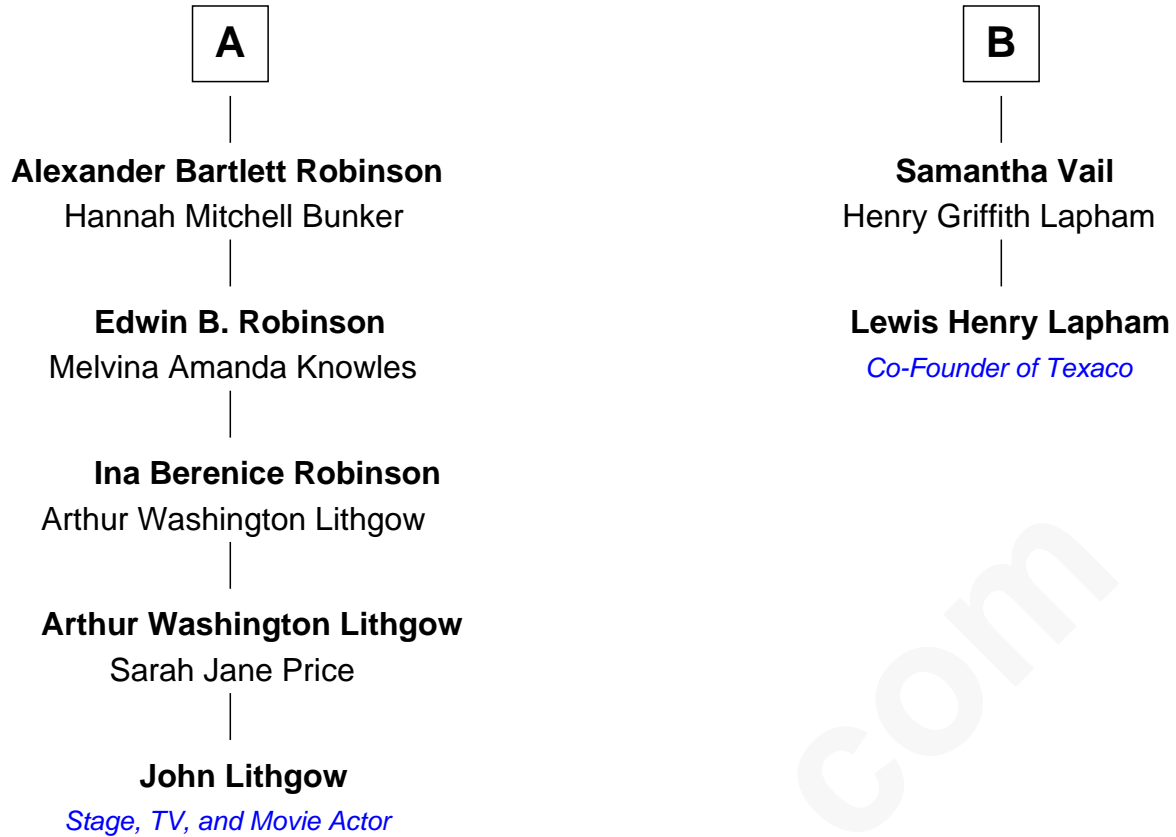 A
Alexander Bartlett Robinson
Hannah Mitchell Bunker
Edwin B. Robinson
Melvina Amanda Knowles
Ina Berenice Robinson
Arthur Washington Lithgow
Arthur Washington Lithgow
Sarah Jane Price
John Lithgow
Stage, TV, and Movie Actor
B
Samantha Vail
Henry Griffith Lapham
Lewis Henry Lapham
Co-Founder of Texaco
com